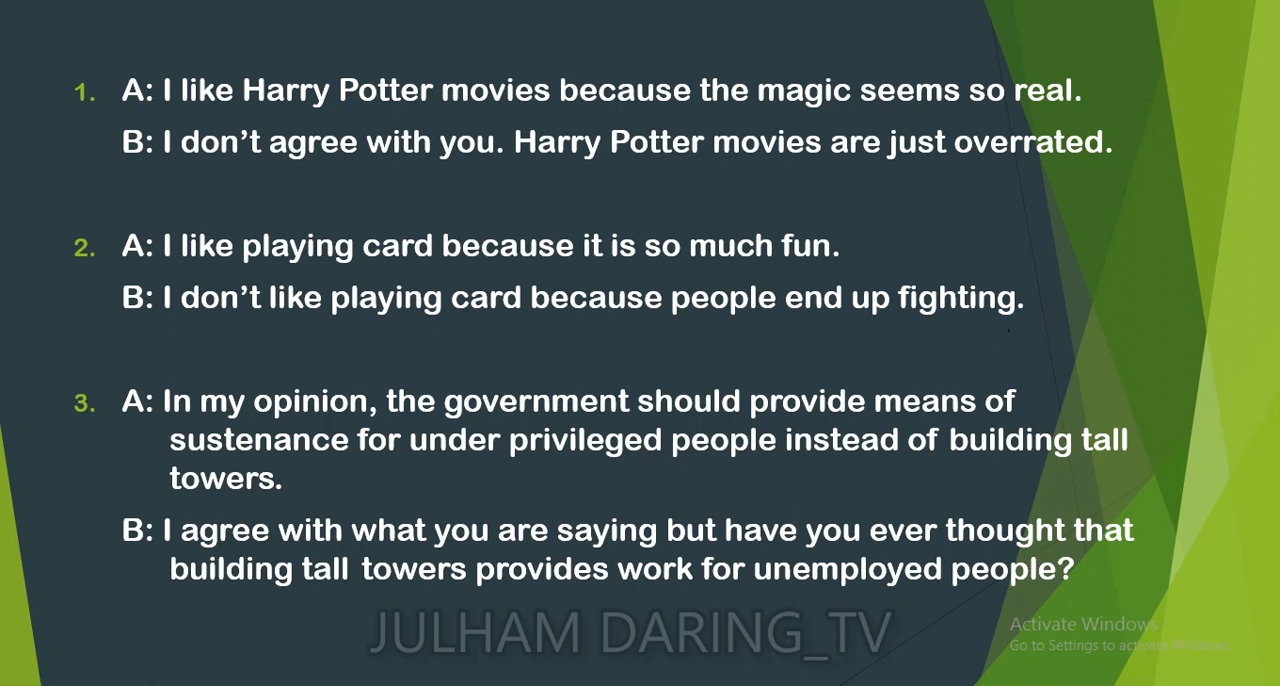 1. A: I like Harry Potter movies because the magic seems so real.
B: I don't agree with you. Harry Potter movies are just overrated.
2. A: I like playing card because it is so much fun.
B: I don't like playing card because people end up fighting.
3. A: In my opinion, the government should provide means of
sustenance for under privileged people instead of building tall
towers.
B: I agree with what you are saying but have you ever thought that
building tall towers provides work for unemployed people?
JULHAM DARING_TV
Activate Windows
Go to Settings to activate Windows.